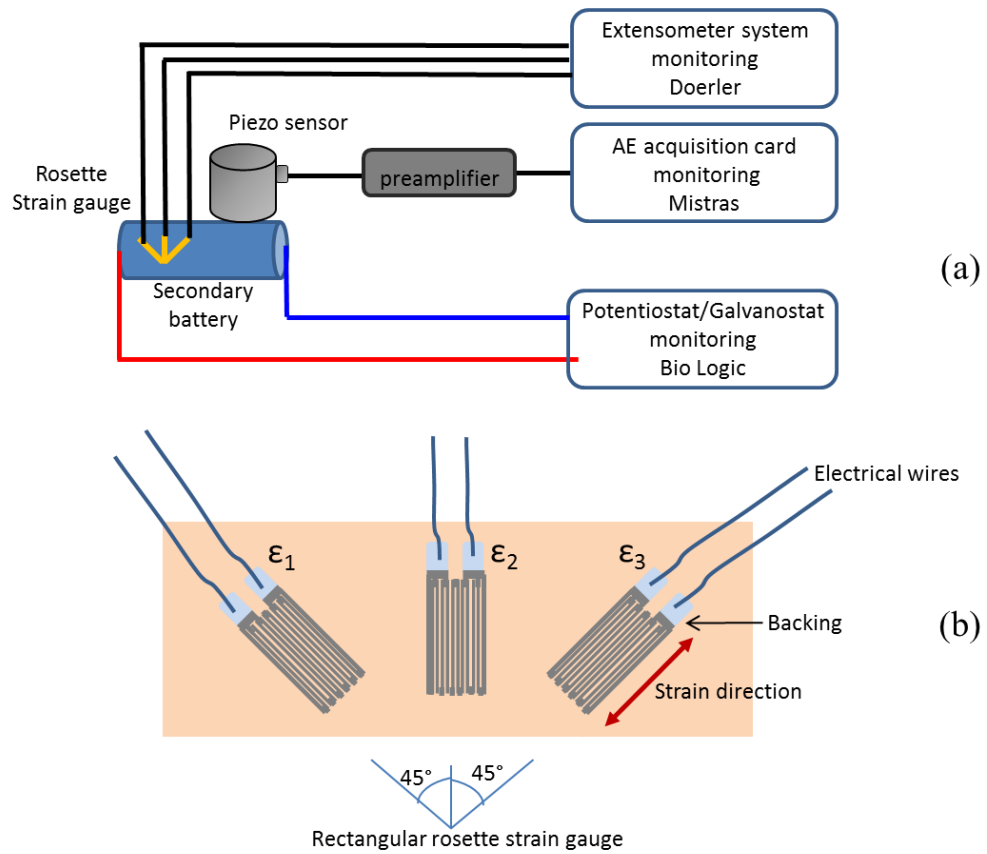 Extensometer system
monitoring
Doerler
Piezo sensor
AE acquisition card
monitoring
Mistras
preamplifier
Rosette
Strain gauge
(a)
Secondary
battery
Potentiostat/Galvanostat
monitoring
Bio Logic
Electrical wires
ε1
ε2
ε3
Backing
(b)
Strain direction
45°
45°
Rectangular rosette strain gauge